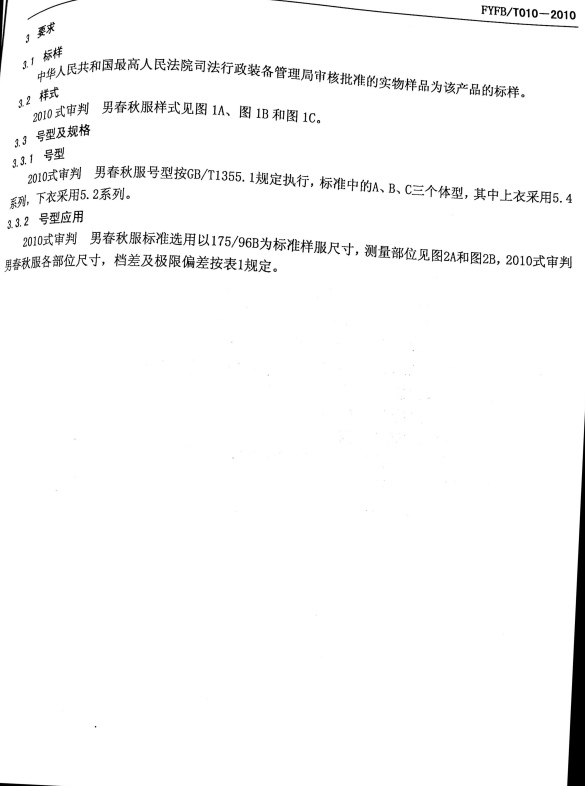 FYFB/T010—2010
3 要求
3.1 标样
中华人民共和国最高人民法院司法行政装备管理局审核批准的实物样品为该产品的标样。
3.2 样式
2010式审判 男春秋服样式见图 1A、图 1B 和图 1C。
3.3 号型及规格
3.3.1 号型
2010式审判 男春秋服号型按GB/T1355.1规定执行，标准中的A、B、C三个体型，其中上衣采用5.4
系列，下衣采用5.2系列。
3.3.2 号型应用
2010式审判 男春秋服标准选用以175/96B为标准样服尺寸，测量部位见图2A和图2B，2010式审判
男春秋服各部位尺寸，档差及极限偏差按表1规定。